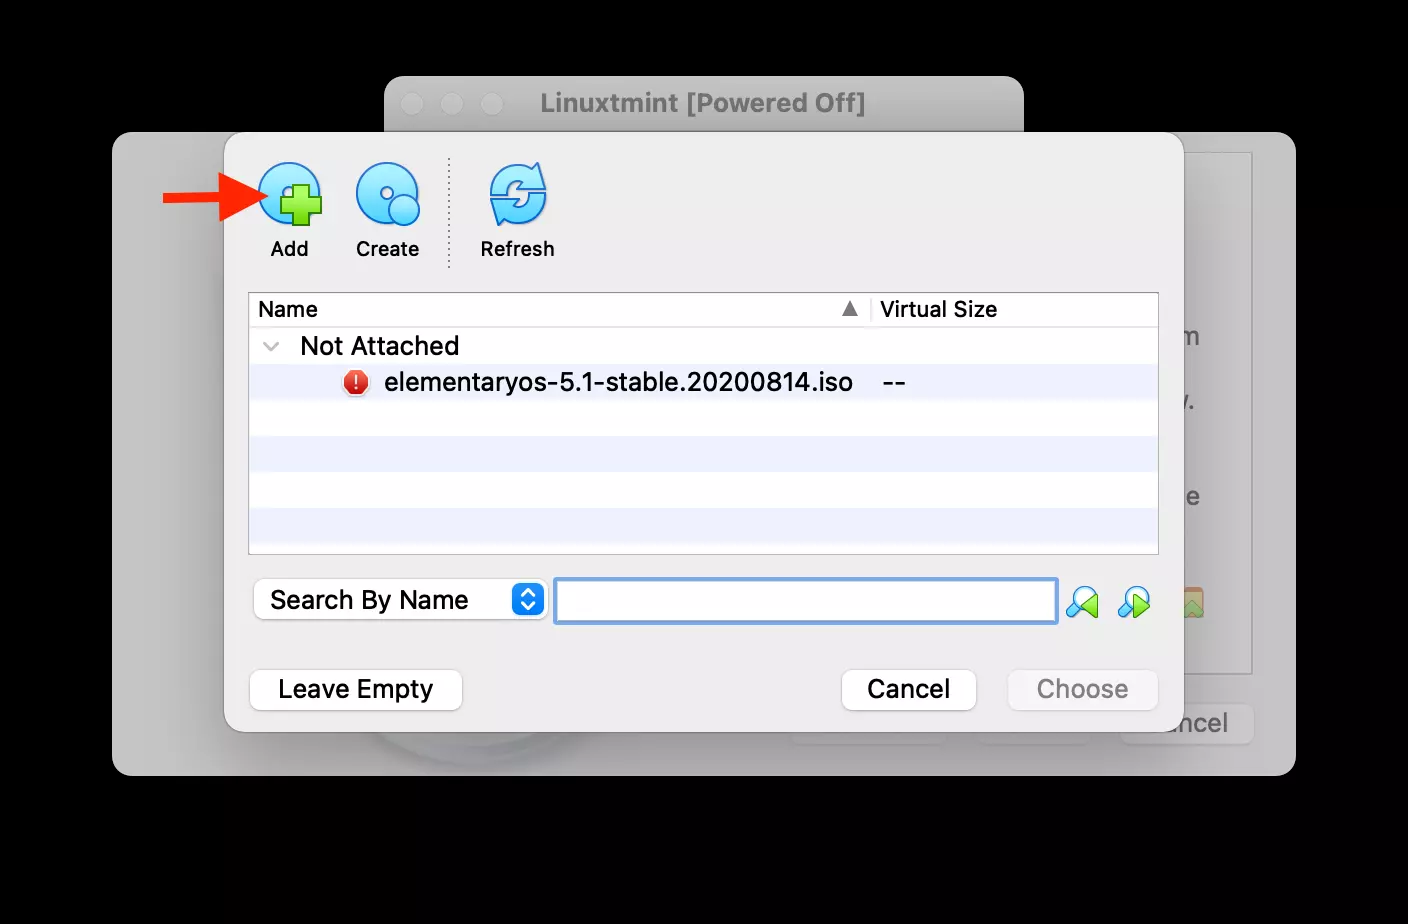 Linuxtmint [Powered Off]
Add
Create
Refresh
Name
Virtual Size
Not Attached
elementaryos-5.1-stable.20200814.iso
--
m
.
e
Search By Name
Leave Empty
Cancel
Choose
ncel